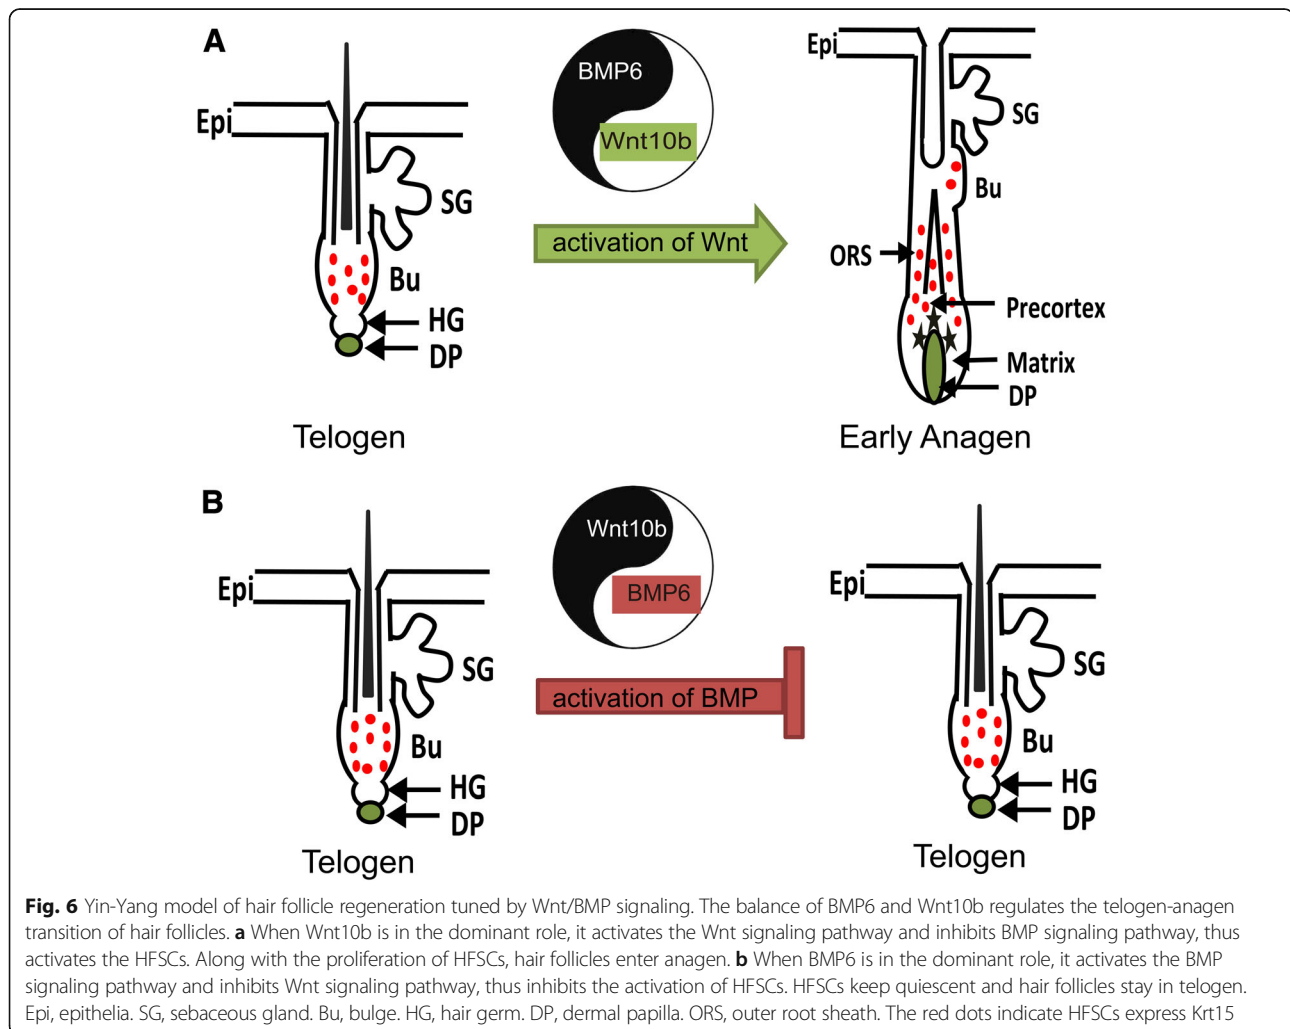 A
BMP6
Wnt10b
Epi
SG
Bu
HG
DP
Telogen
activation of Wnt
Epi
SG
Bu
ORS
Precortex
Matrix
DP
Early Anagen
B
Wnt10b
BMP6
Epi
SG
Bu
HG
DP
Telogen
activation of BMP
Epi
SG
Bu
HG
DP
Telogen
Fig. 6 Yin-Yang model of hair follicle regeneration tuned by Wnt/BMP signaling. The balance of BMP6 and Wnt10b regulates the telogen-anagen
transition of hair follicles. a When Wnt10b is in the dominant role, it activates the Wnt signaling pathway and inhibits BMP signaling pathway, thus
activates the HFSCs. Along with the proliferation of HFSCs, hair follicles enter anagen. b When BMP6 is in the dominant role, it activates the BMP
signaling pathway and inhibits Wnt signaling pathway, thus inhibits the activation of HFSCs. HFSCs keep quiescent and hair follicles stay in telogen.
Epi, epithelia. SG, sebaceous gland. Bu, bulge. HG, hair germ. DP, dermal papilla. ORS, outer root sheath. The red dots indicate HFSCs express Krt15